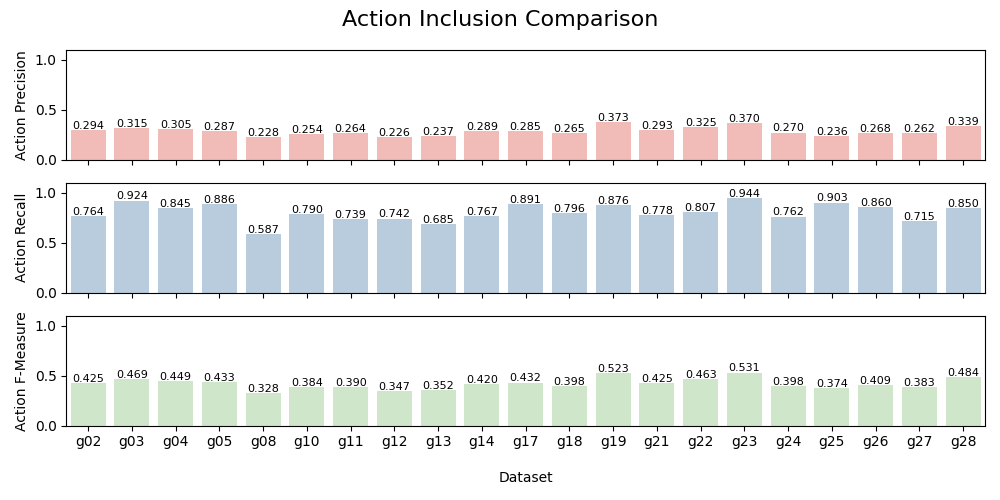 Action Inclusion Comparison
Action Precision
1.0
0.5
0.0
0.294 0.315 0.305 0.287 0.228 0.254 0.264 0.226 0.237 0.289 0.285 0.265 0.373 0.293 0.325 0.370 0.270 0.236 0.268 0.262 0.339
Action Recall
1.0
0.5
0.0
0.764 0.924 0.845 0.886 0.587 0.790 0.739 0.742 0.685 0.767 0.891 0.796 0.876 0.778 0.807 0.944 0.762 0.903 0.860 0.715 0.850
Action F-Measure
1.0
0.5
0.0
0.425 0.469 0.449 0.433 0.328 0.384 0.390 0.347 0.352 0.420 0.432 0.398 0.523 0.425 0.463 0.531 0.398 0.374 0.409 0.383 0.484
g02 g03 g04 g05 g08 g10 g11 g12 g13 g14 g17 g18 g19 g21 g22 g23 g24 g25 g26 g27 g28
Dataset